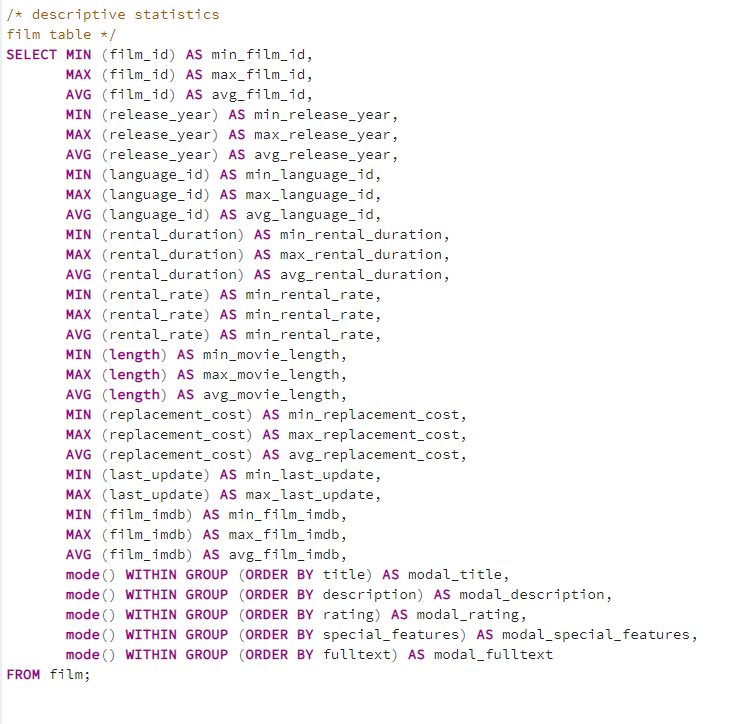 /* descriptive statistics
film table */
SELECT MIN (film_id) AS min_film_id,
MAX (film_id) AS max_film_id,
AVG (film_id) AS avg_film_id,
MIN (release_year) AS min_release_year,
MAX (release_year) AS max_release_year,
AVG (release_year) AS avg_release_year,
MIN (language_id) AS min_language_id,
MAX (language_id) AS max_language_id,
AVG (language_id) AS avg_language_id,
MIN (rental_duration) AS min_rental_duration,
MAX (rental_duration) AS max_rental_duration,
AVG (rental_duration) AS avg_rental_duration,
MIN (rental_rate) AS min_rental_rate,
MAX (rental_rate) AS min_rental_rate,
AVG (rental_rate) AS min_rental_rate,
MIN (length) AS min_movie_length,
MAX (length) AS max_movie_length,
AVG (length) AS avg_movie_length,
MIN (replacement_cost) AS min_replacement_cost,
MAX (replacement_cost) AS max_replacement_cost,
AVG (replacement_cost) AS avg_replacement_cost,
MIN (last_update) AS min_last_update,
MAX (last_update) AS max_last_update,
MIN (film_imdb) AS min_film_imdb,
MAX (film_imdb) AS max_film_imdb,
AVG (film_imdb) AS avg_film_imdb,
mode() WITHIN GROUP (ORDER BY title) AS modal_title,
mode() WITHIN GROUP (ORDER BY description) AS modal_description,
mode() WITHIN GROUP (ORDER BY rating) AS modal_rating,
mode() WITHIN GROUP (ORDER BY special_features) AS modal_special_features,
mode() WITHIN GROUP (ORDER BY fulltext) AS modal_fulltext
FROM film;